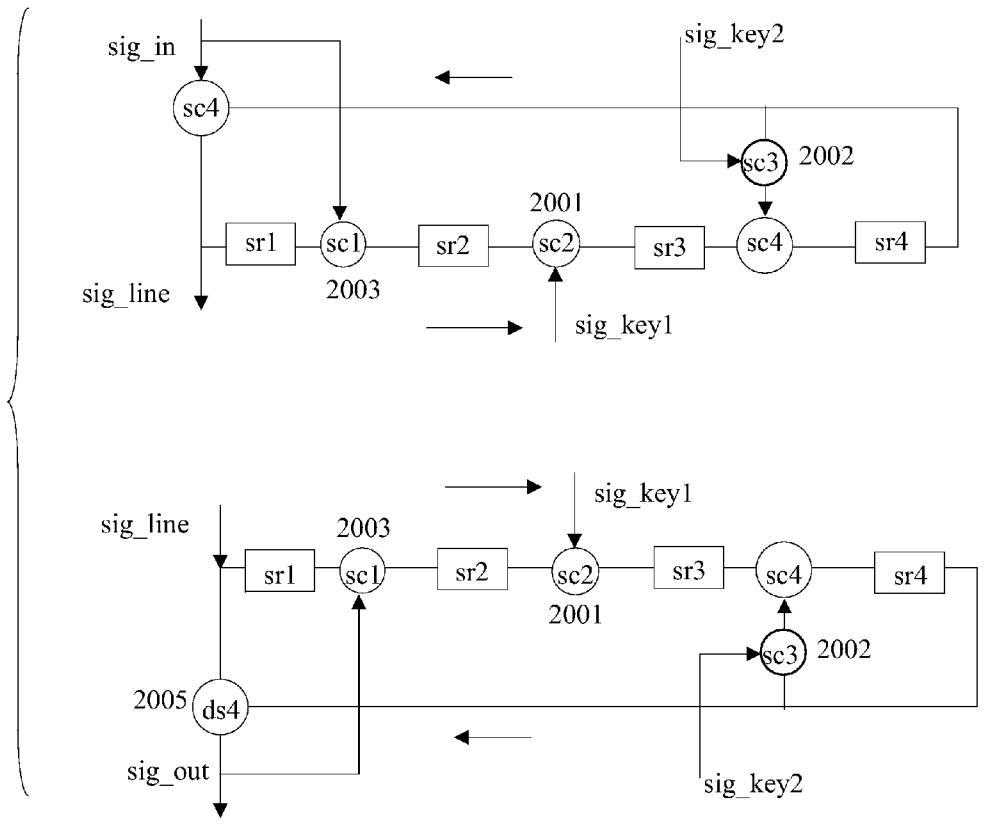 sig_in
sig_key2
sc4
sc3 2002
2001
sr1 sc1 sr2 sc2 sr3 sc4 sr4
2003
sig_line
sig_key1
sig_key1
sig_line
2003
sr1 sc1 sr2 sc2 sr3 sc4 sr4
2001
sc3 2002
2005 ds4
sig_out
sig_key2